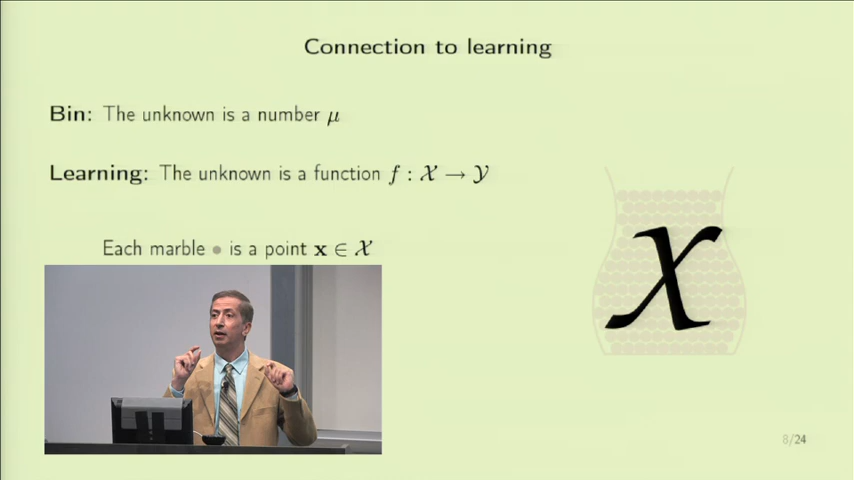 Connection to learning
Bin: The unknown is a number μ
Learning: The unknown is a function f : 𝒳 → 𝒴
Each marble • is a point x ∈ 𝒳
𝒳
8/24